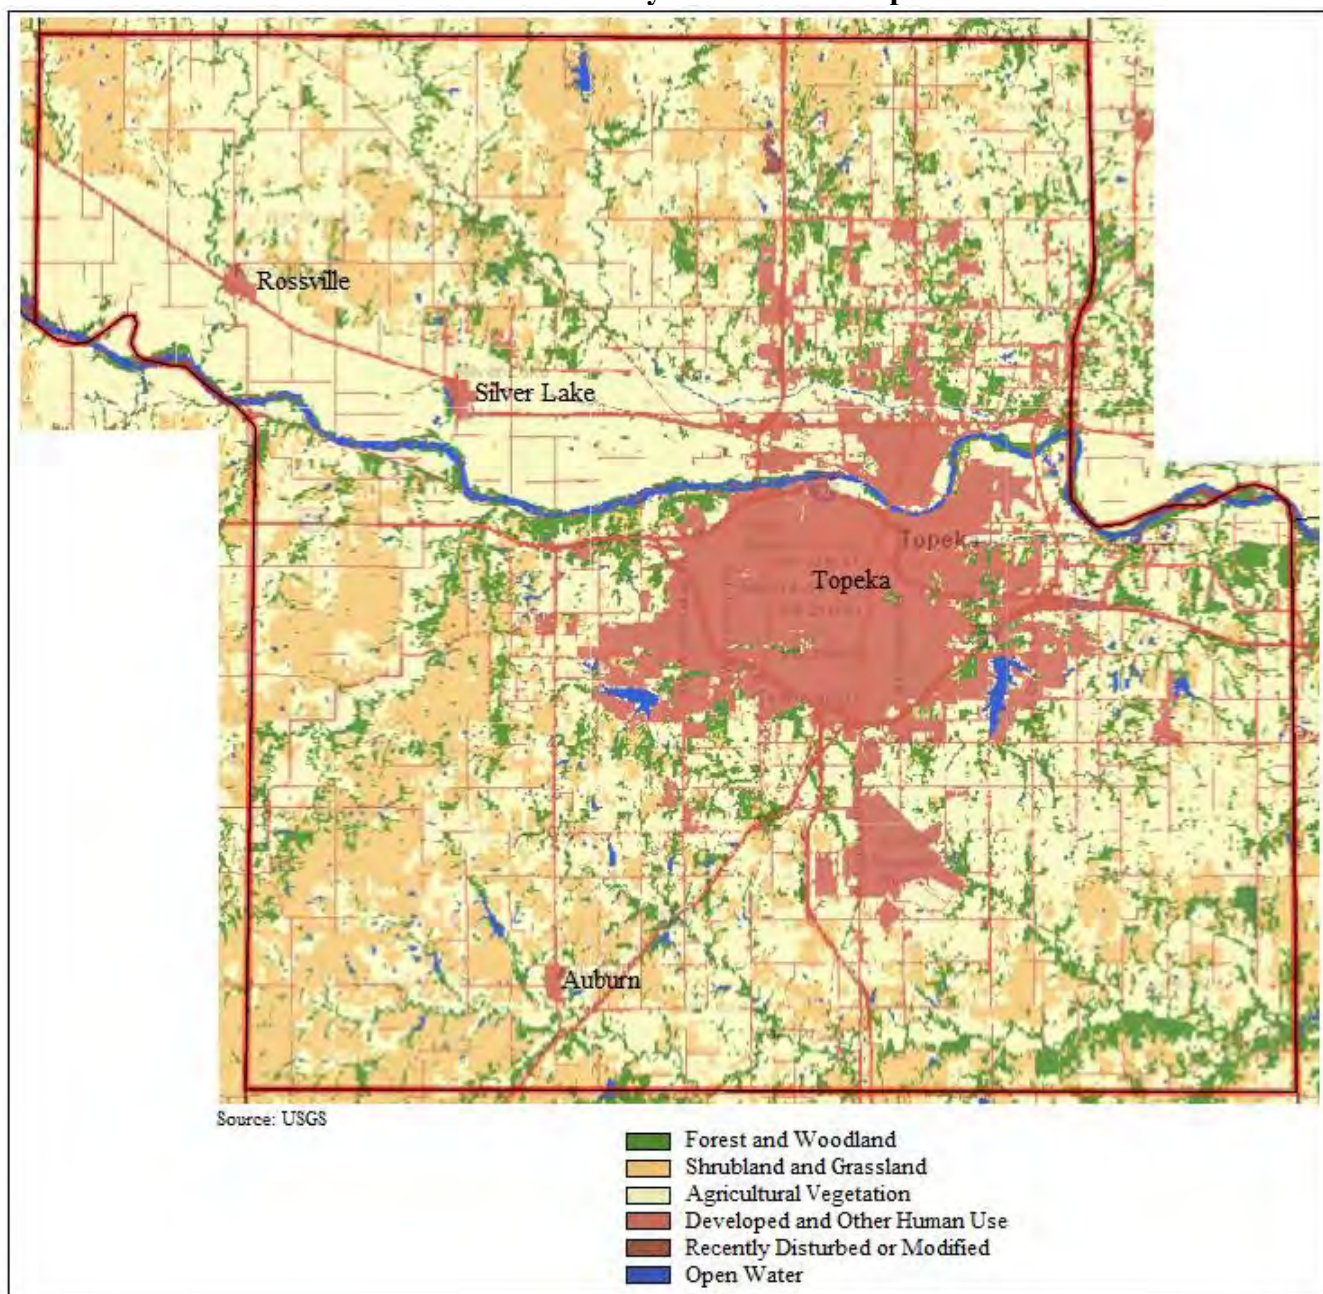 Rossville
Silver Lake
Topeka
Topeka
Auburn
Source: USGS
Forest and Woodland
Shrubland and Grassland
Agricultural Vegetation
Developed and Other Human Use
Recently Disturbed or Modified
Open Water